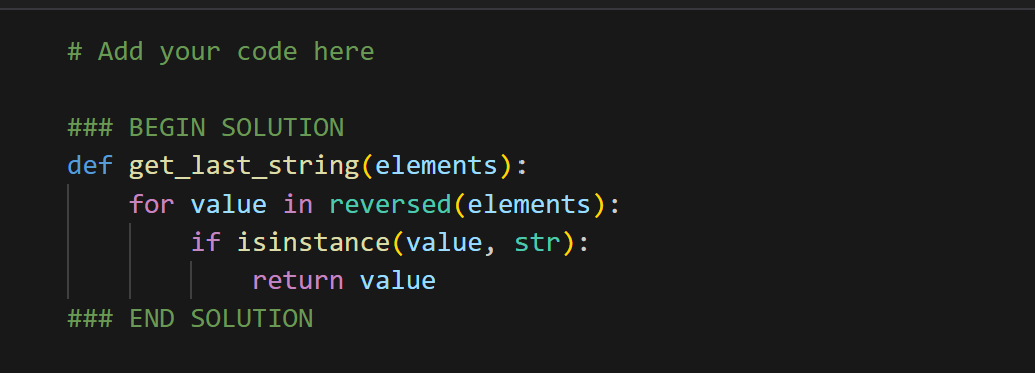 # Add your code here
### BEGIN SOLUTION
def get_last_string(elements):
    for value in reversed(elements):
        if isinstance(value, str):
            return value
### END SOLUTION